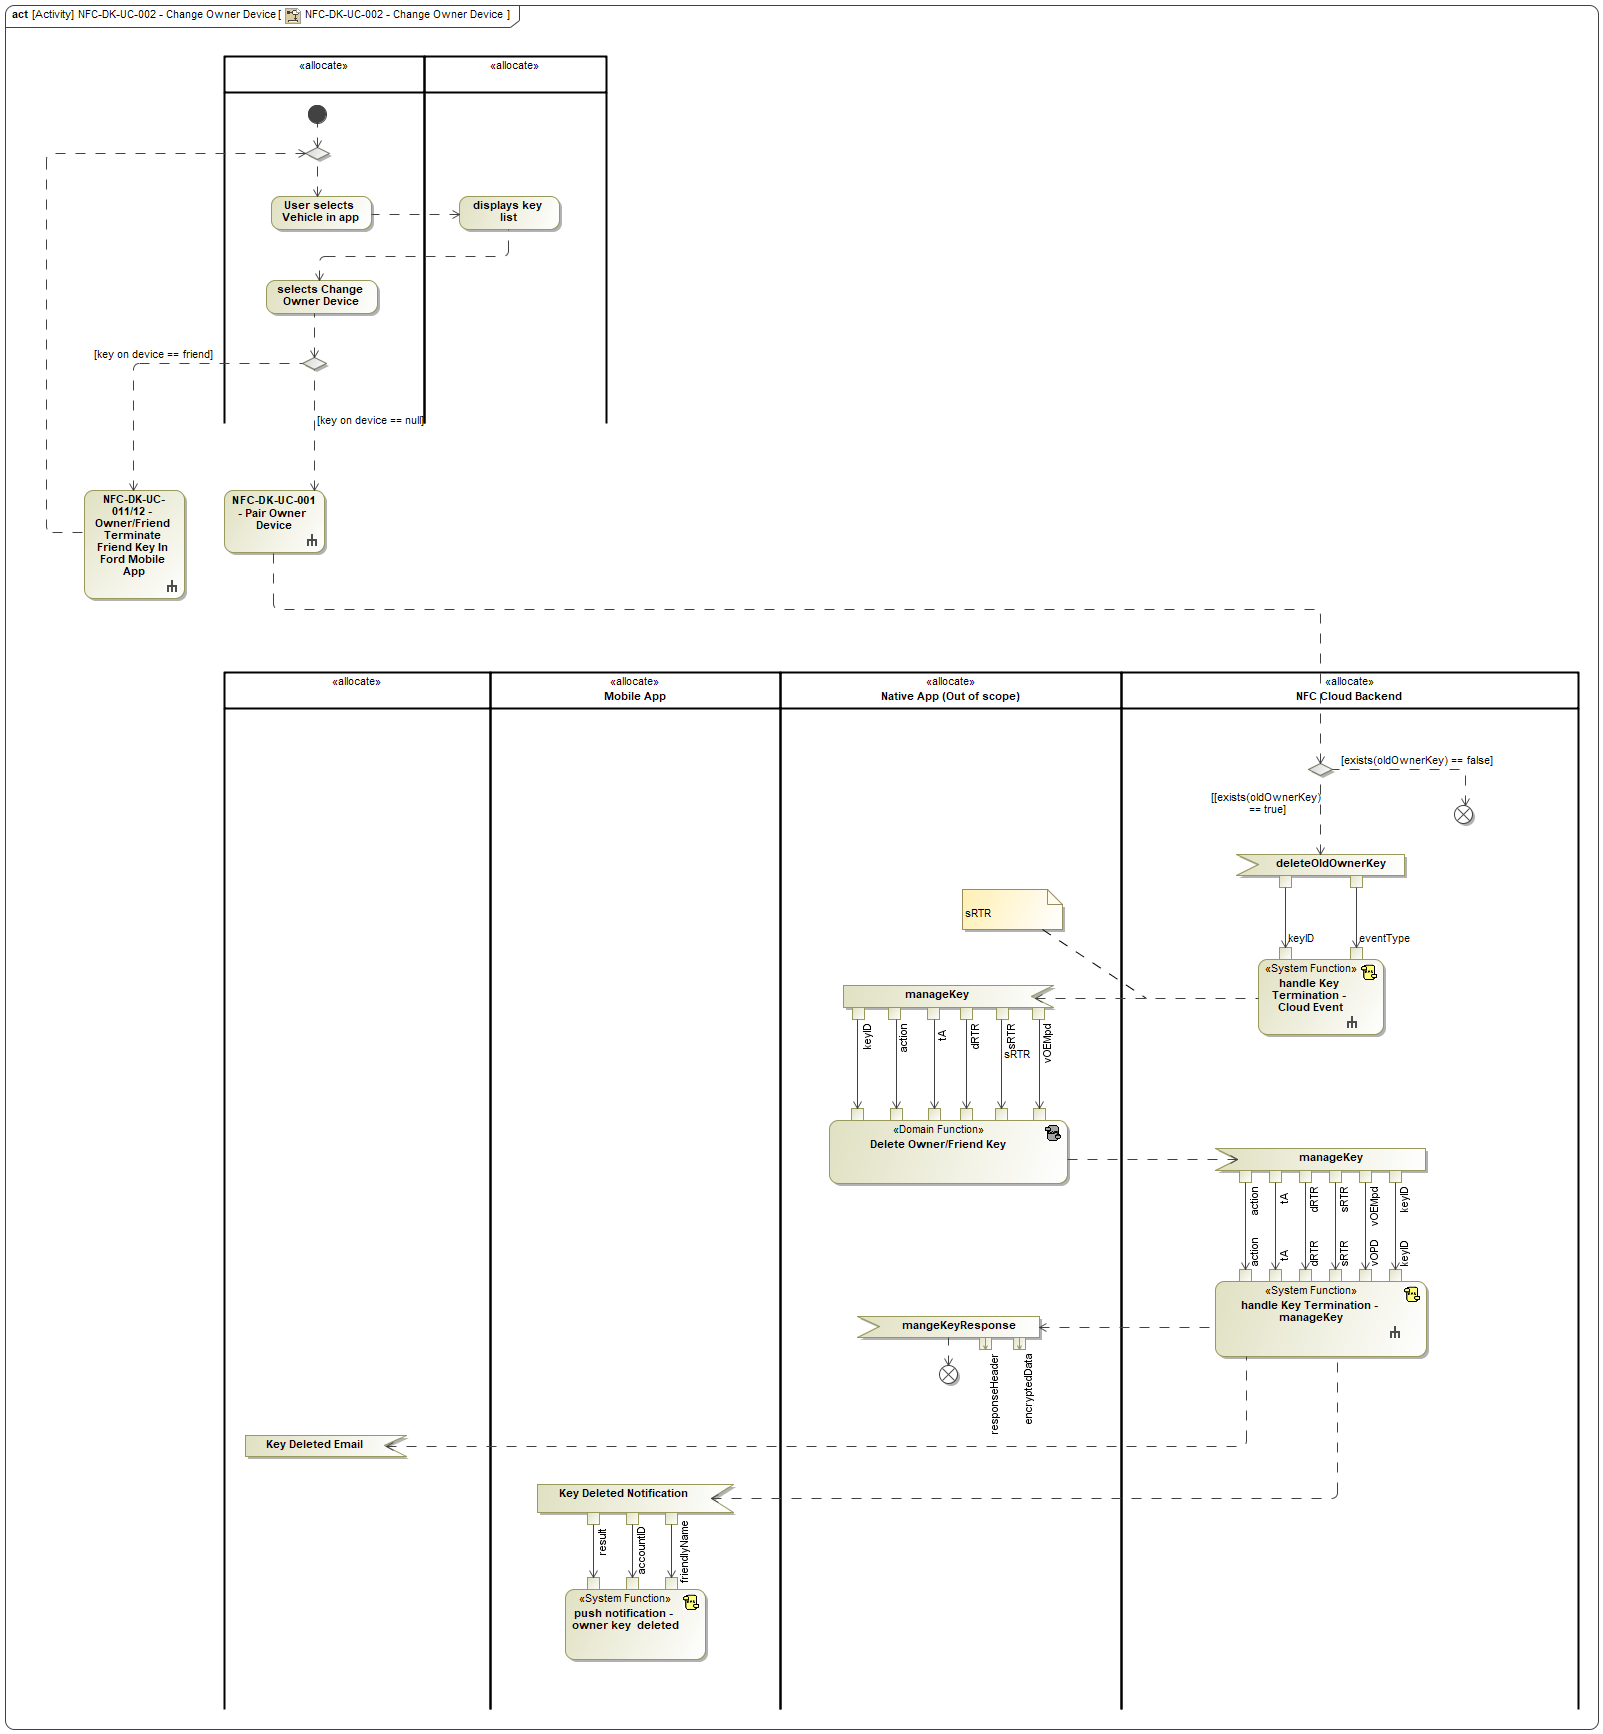 act [Activity] NFC-DK-UC-002 - Change Owner Device [ NFC-DK-UC-002 - Change Owner Device ]
«allocate»
«allocate»
User selects
Vehicle in app
displays key
list
selects Change
Owner Device
[key on device == friend]
[key on device == null]
NFC-DK-UC-
011/12 -
Owner/Friend
Terminate
Friend Key In
Ford Mobile
App
NFC-DK-UC-001
- Pair Owner
Device
«allocate»
«allocate»
Mobile App
«allocate»
Native App (Out of scope)
«allocate»
NFC Cloud Backend
[exists(oldOwnerKey) == false]
[[exists(oldOwnerKey)
== true]
deleteOldOwnerKey
keyID
eventType
sRTR
«System Function»
handle Key
Termination -
Cloud Event
manageKey
keyID
action
tA
dRTR
sRTR
sRTR
vOEMpd
«Domain Function»
Delete Owner/Friend Key
manageKey
action
tA
dRTR
sRTR
vOEMpd
keyID
action
tA
dRTR
sRTR
vOPD
keyID
«System Function»
handle Key Termination -
manageKey
mangeKeyResponse
responseHeader
encryptedData
Key Deleted Email
Key Deleted Notification
result
accountID
friendlyName
«System Function»
push notification -
owner key  deleted